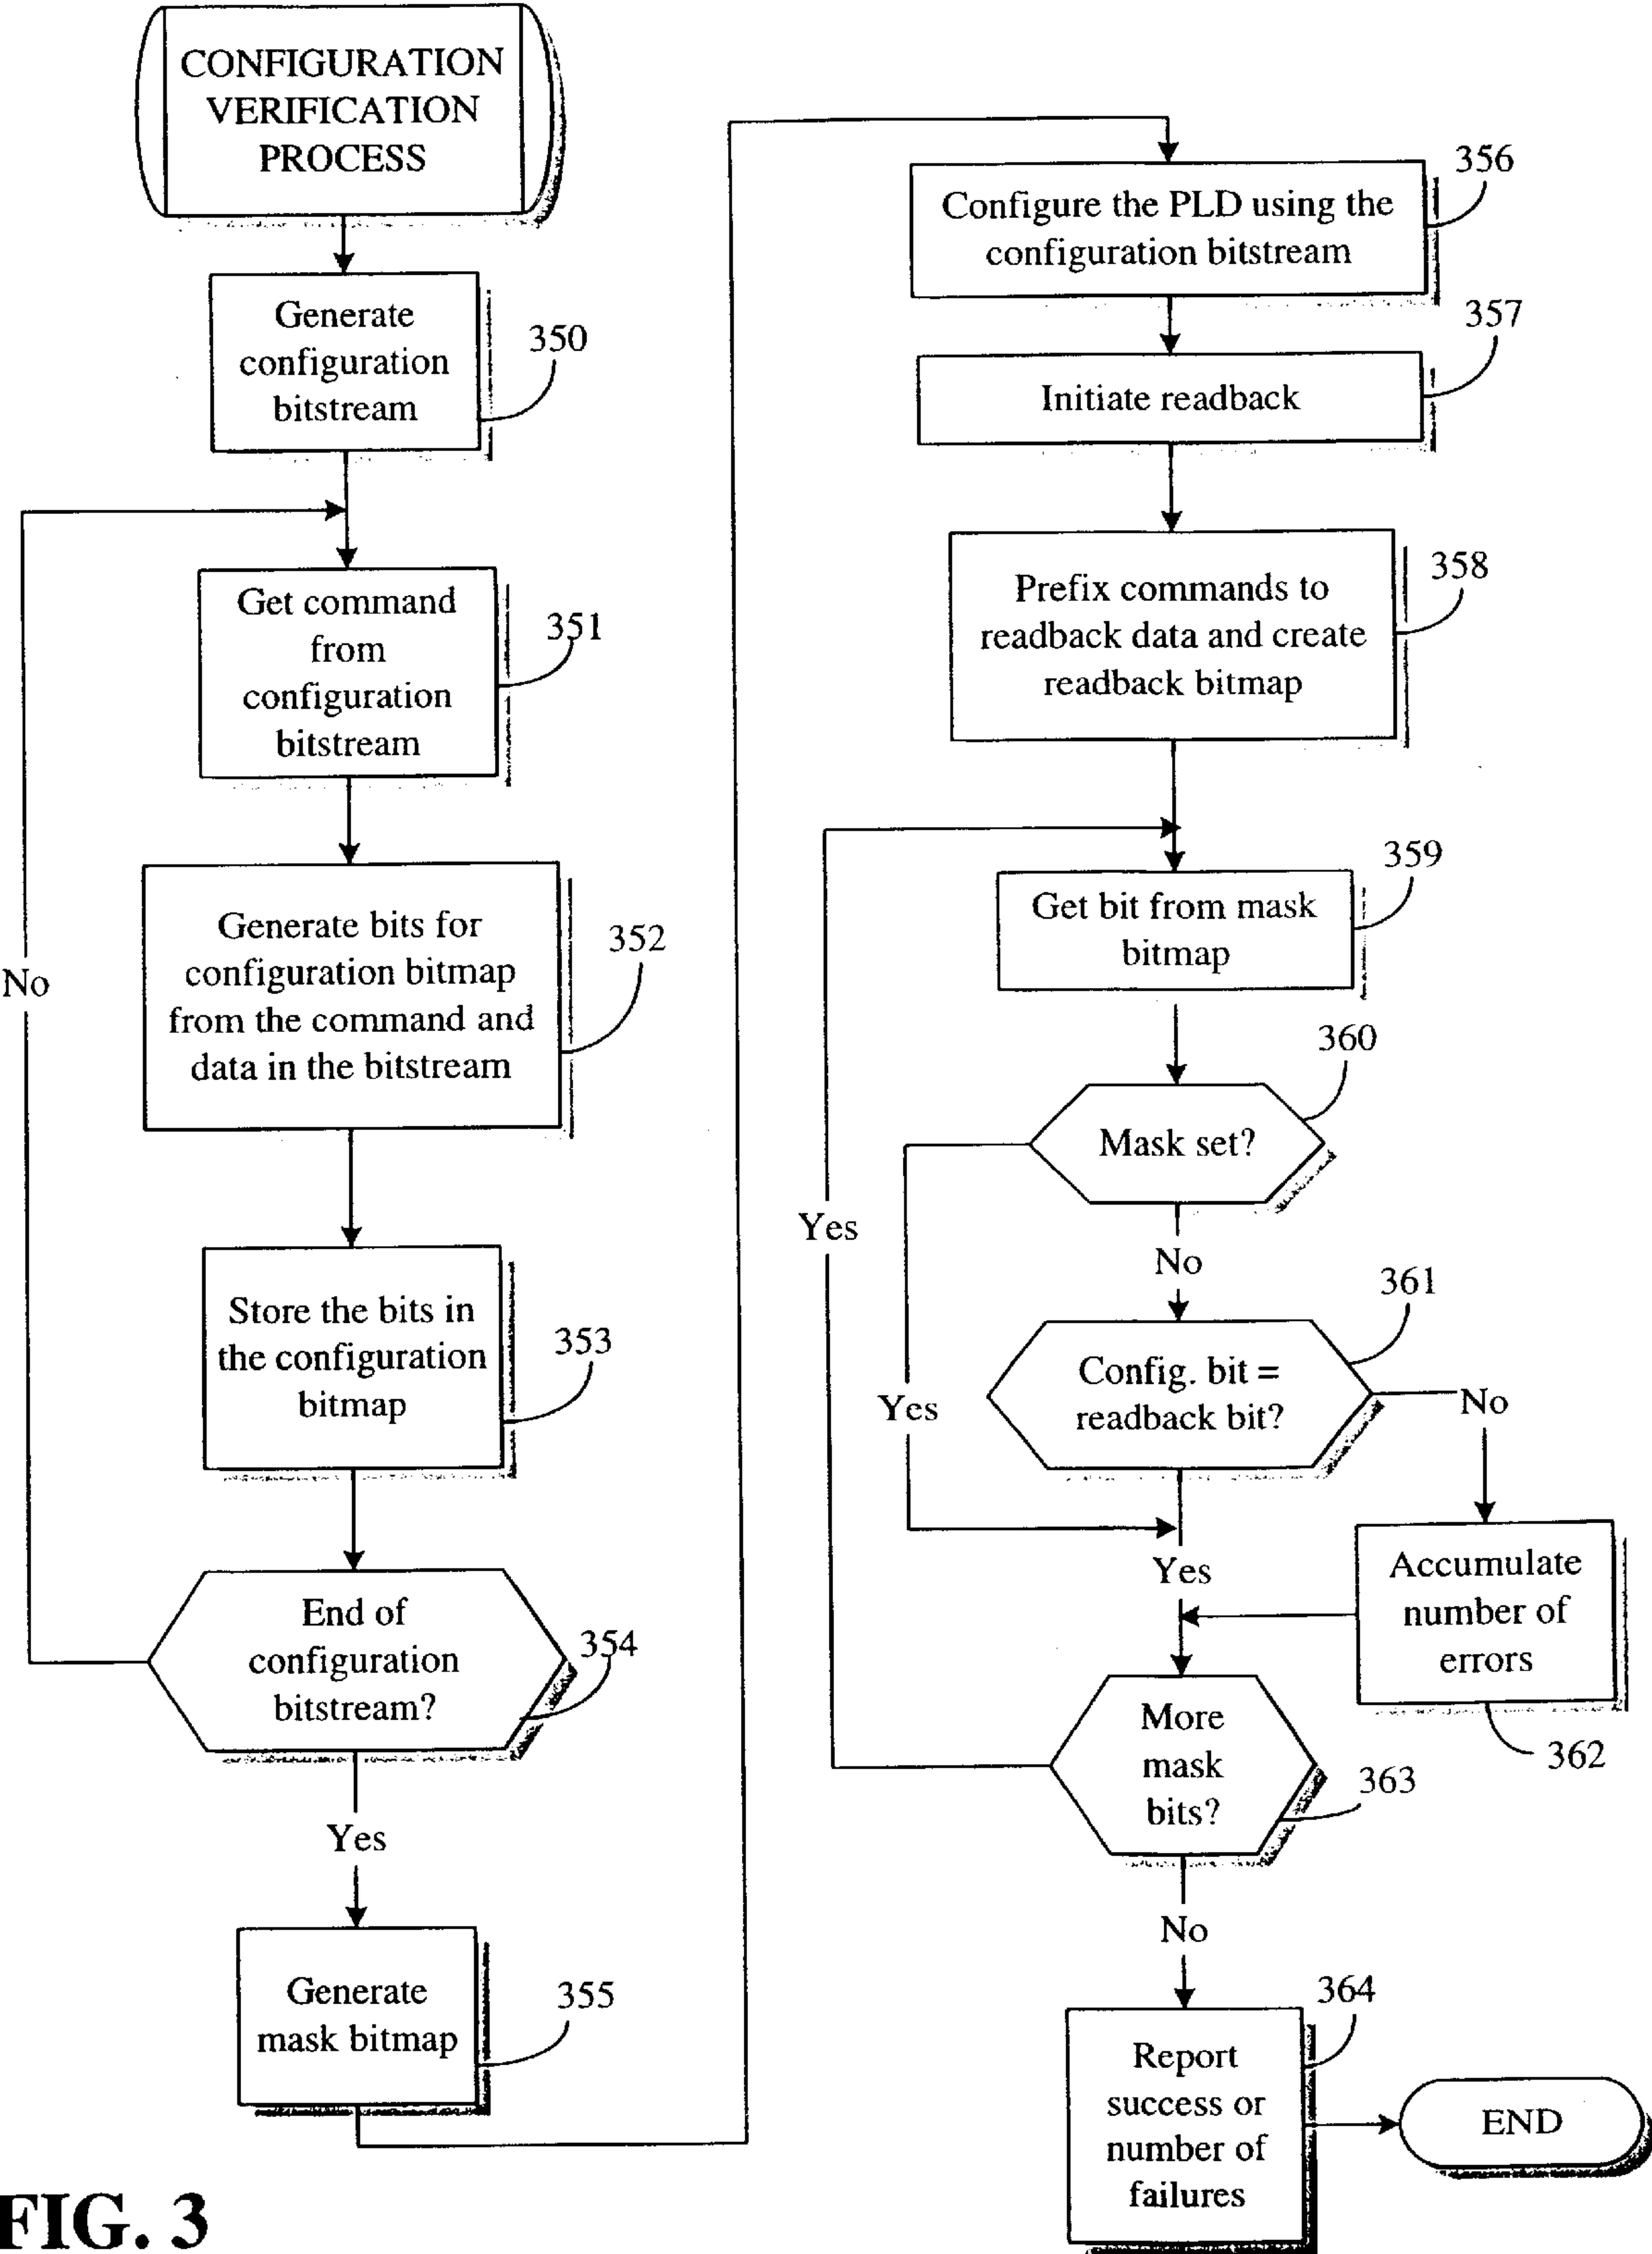 CONFIGURATION
VERIFICATION
PROCESS
Generate
configuration
bitstream
350
Get command
from
configuration
bitstream
351
Generate bits for
configuration bitmap
from the command and
data in the bitstream
352
No
Store the bits in
the configuration
bitmap
353
End of
configuration
bitstream?
354
Yes
Generate
mask bitmap
355
Configure the PLD using the
configuration bitstream
356
Initiate readback
357
Prefix commands to
readback data and create
readback bitmap
358
Get bit from mask
bitmap
359
Mask set?
360
Yes
No
Config. bit =
readback bit?
361
Yes
No
Yes
Accumulate
number of
errors
362
More
mask
bits?
363
No
Report
success or
number of
failures
364
END
FIG. 3